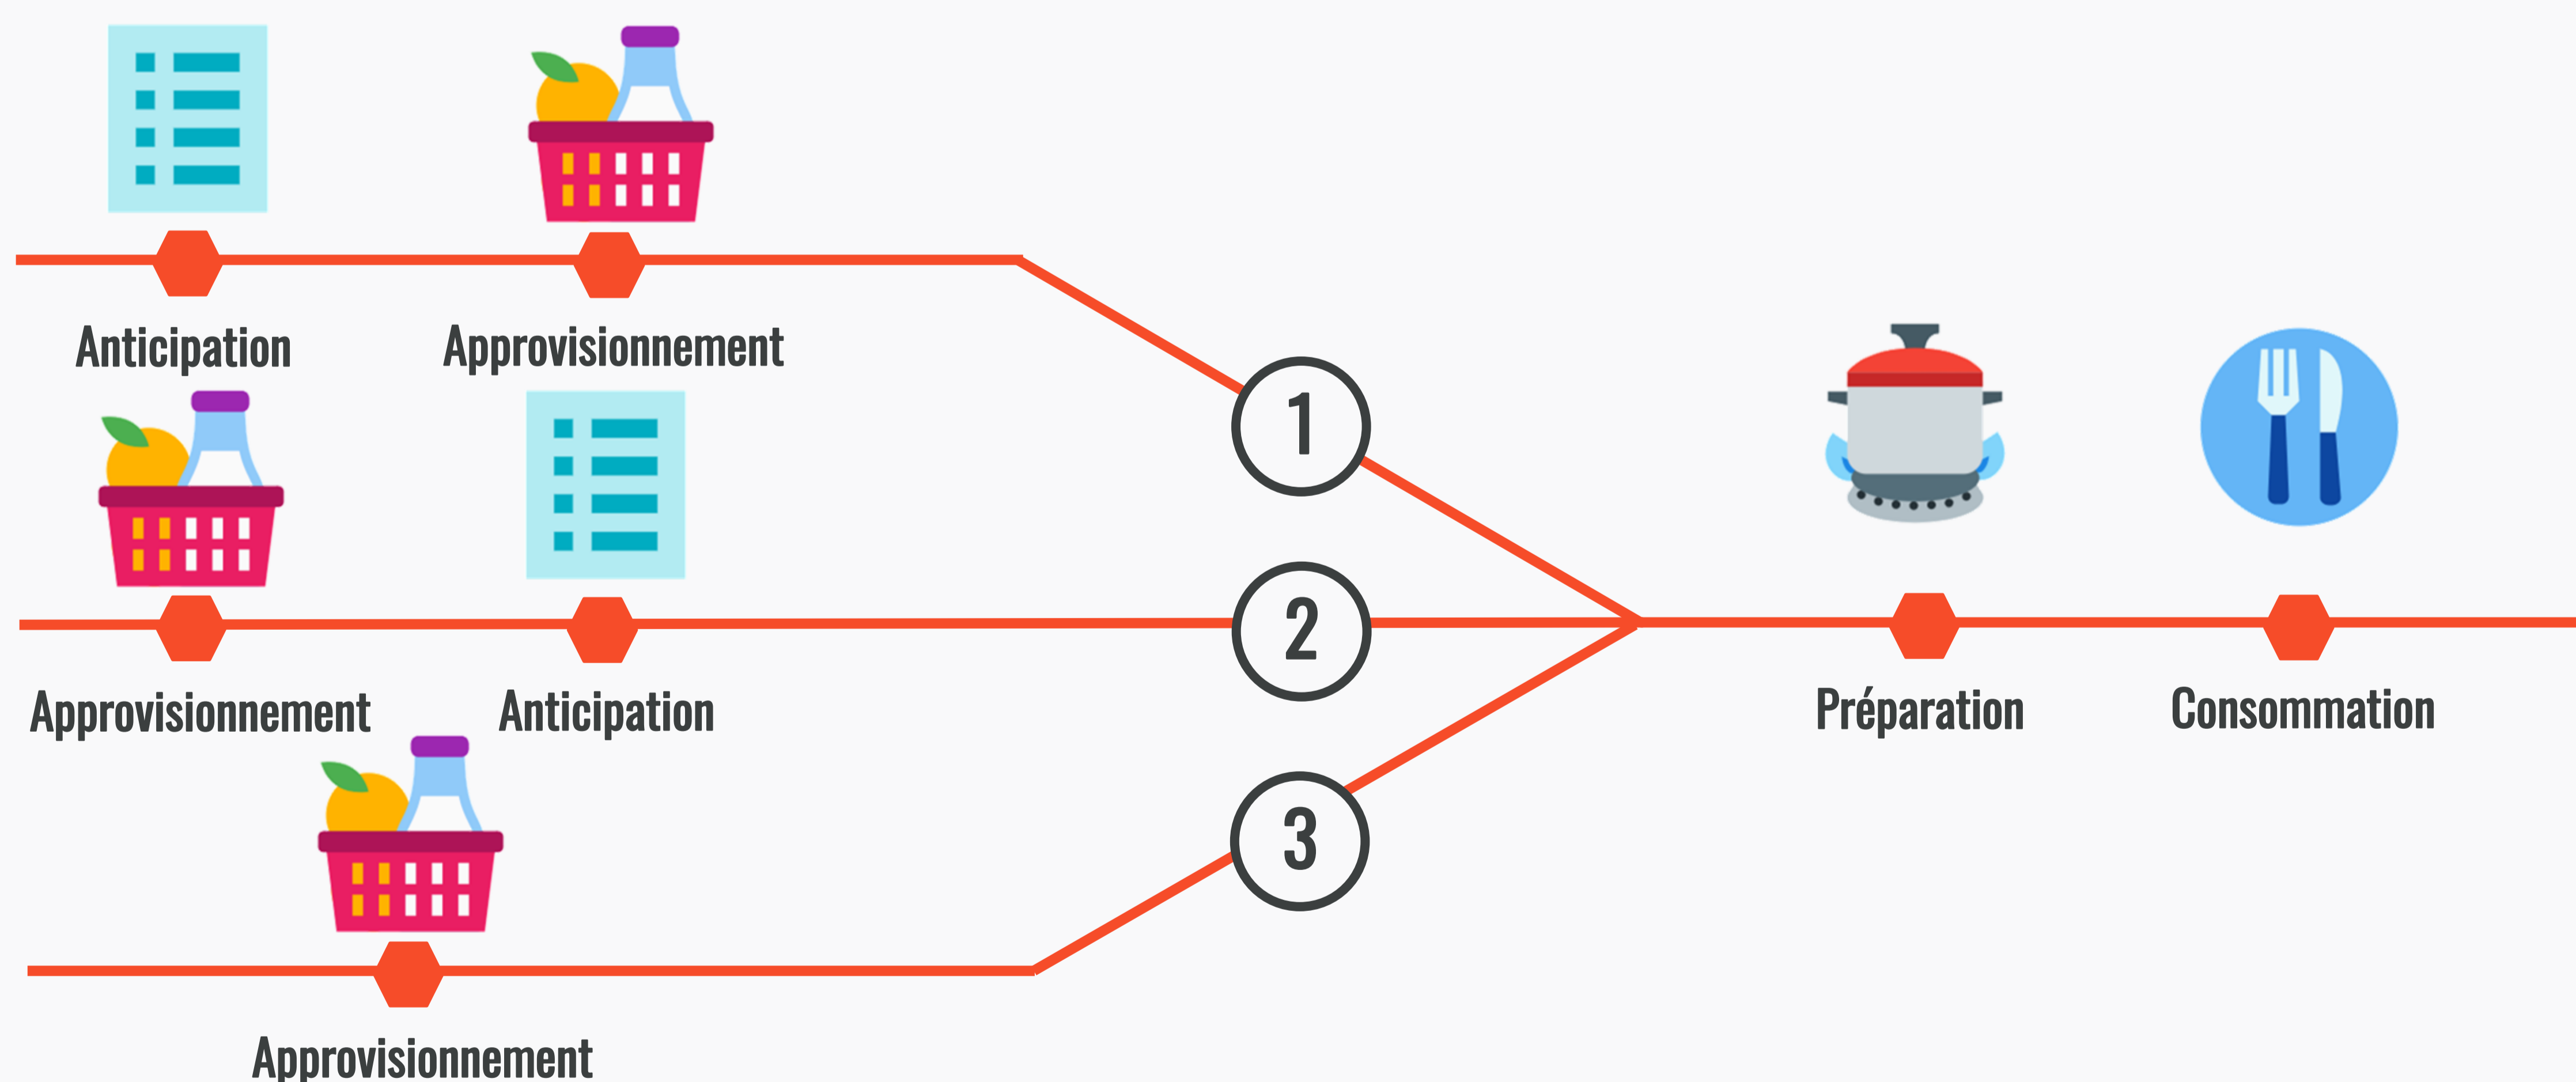 Anticipation
Approvisionnement
1
Approvisionnement
Anticipation
2
Préparation
Consommation
3
Approvisionnement